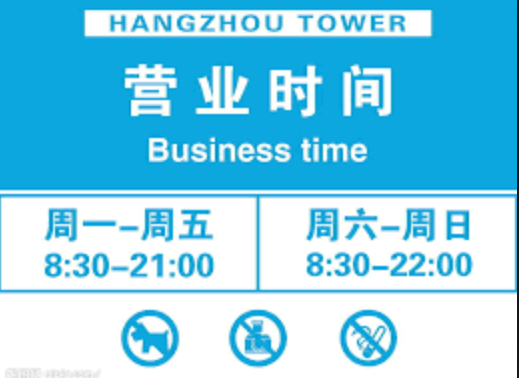 HANGZHOU TOWER
营业时间
Business time
周一–周五
8:30–21:00
周六–周日
8:30–22:00